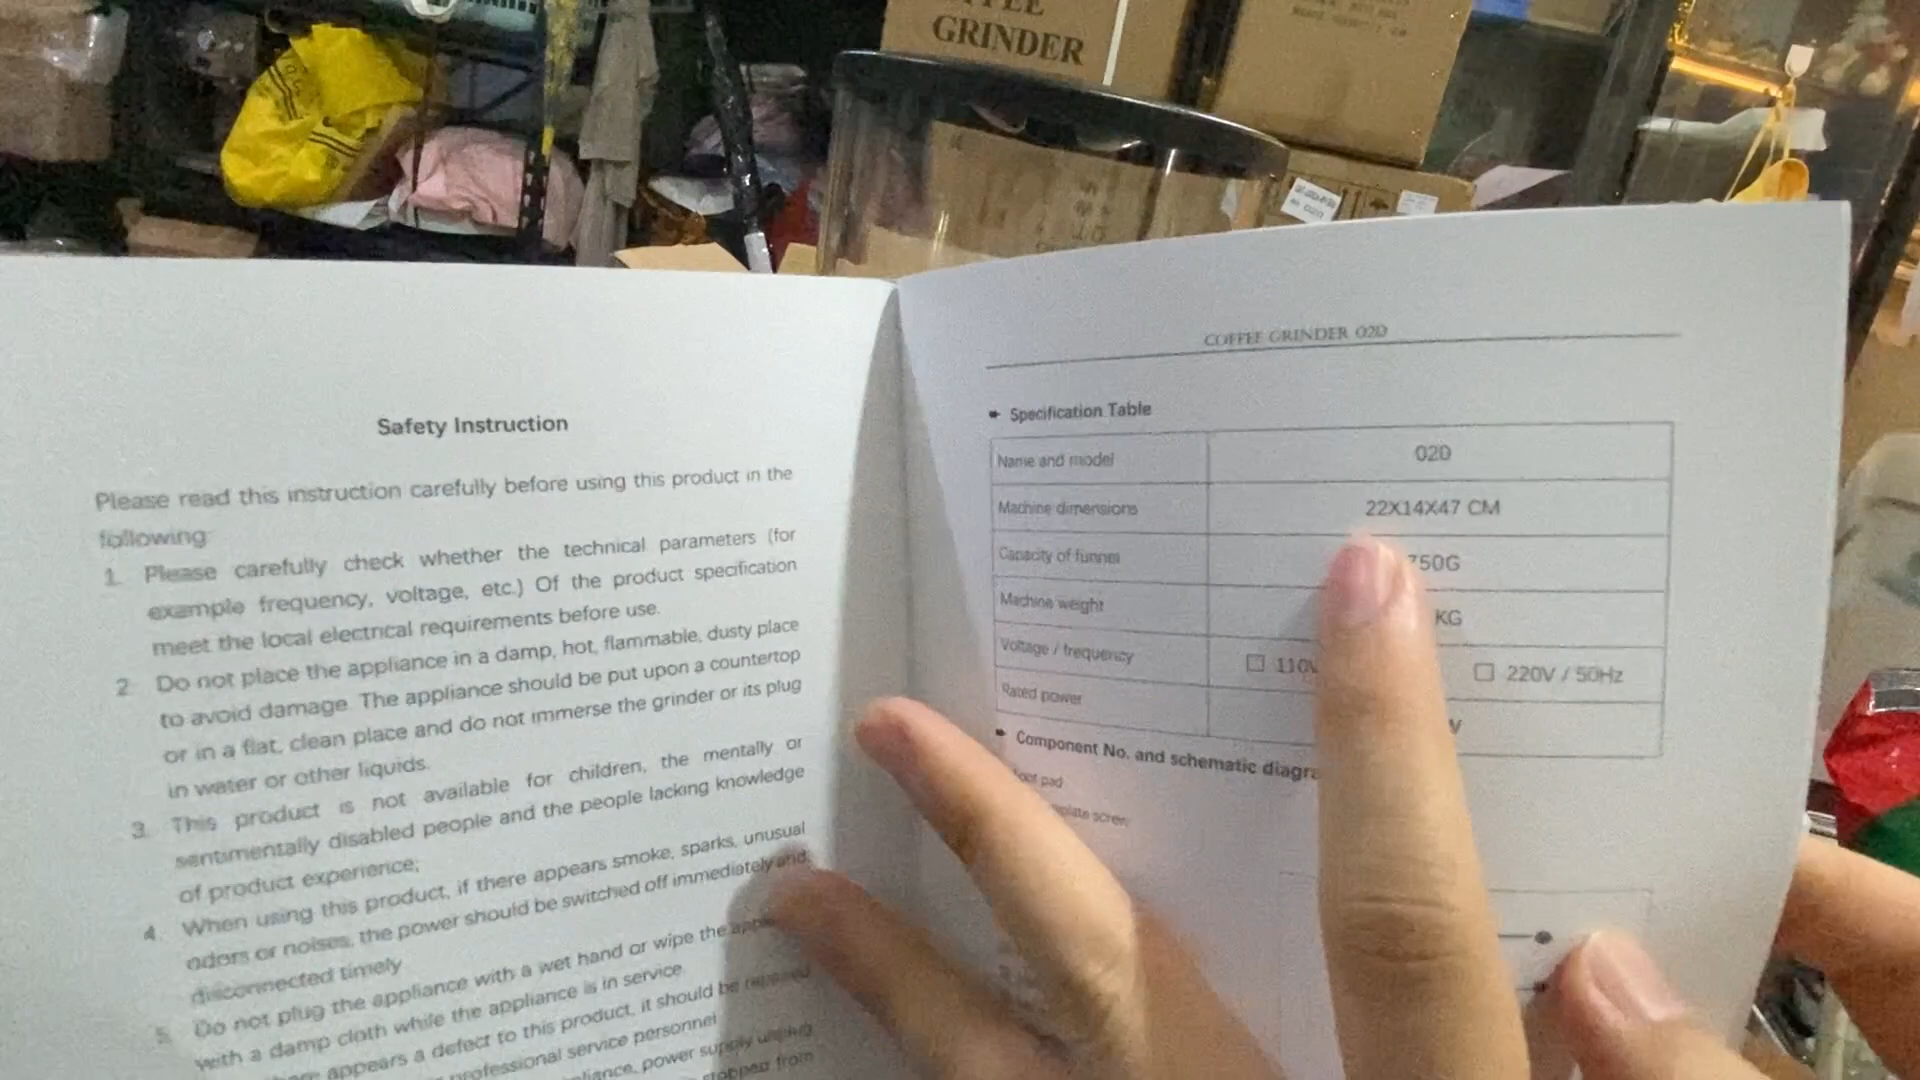 GRINDER
Safety Instruction
Please read this instruction carefully before using this product in the
following:
1. Please carefully check whether the technical parameters (for
example frequency, voltage, etc.) Of the product specification
meet the local electrical requirements before use.
2. Do not place the appliance in a damp, hot, flammable, dusty place
to avoid damage. The appliance should be put upon a countertop
or in a flat, clean place and do not immerse the grinder or its plug
in water or other liquids.
3. This product is not available for children, the mentally or
sentimentally disabled people and the people lacking knowledge
of product experience;
4. When using this product, if there appears smoke, sparks, unusual
odors or noises, the power should be switched off immediately and
disconnected timely
5. Do not plug the appliance with a wet hand or wipe the
with a damp cloth while the appliance is in service.
appears a defect to this product, it should be
professional service personnel
power supply
stopped from
COFFEE GRINDER 020
Specification Table
Name and model 020
Machine dimensions 22X14X47 CM
Capacity of funnel 750G
Machine weight KG
Voltage / frequency ☐ 110V ☐ 220V / 50Hz
Rated power
Component No. and schematic
foot pad